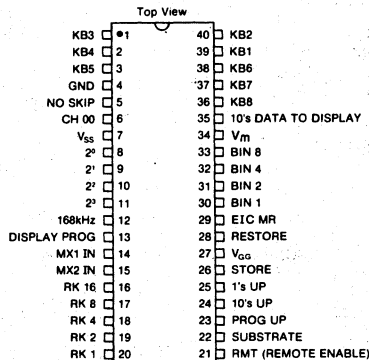 Top View
KB3 1 40 KB2
KB4 2 39 KB1
KB5 3 38 KB6
GND 4 37 KB7
NO SKIP 5 36 KB8
CH 00 6 35 10's DATA TO DISPLAY
VSS 7 34 Vm
2⁰ 8 33 BIN 8
2¹ 9 32 BIN 4
2² 10 31 BIN 2
2³ 11 30 BIN 1
168kHz 12 29 EIC MR
DISPLAY PROG 13 28 RESTORE
MX1 IN 14 27 VGG
MX2 IN 15 26 STORE
RK 16 16 25 1's UP
RK 8 17 24 10's UP
RK 4 18 23 PROG UP
RK 2 19 22 SUBSTRATE
RK 1 20 21 RMT (REMOTE ENABLE)